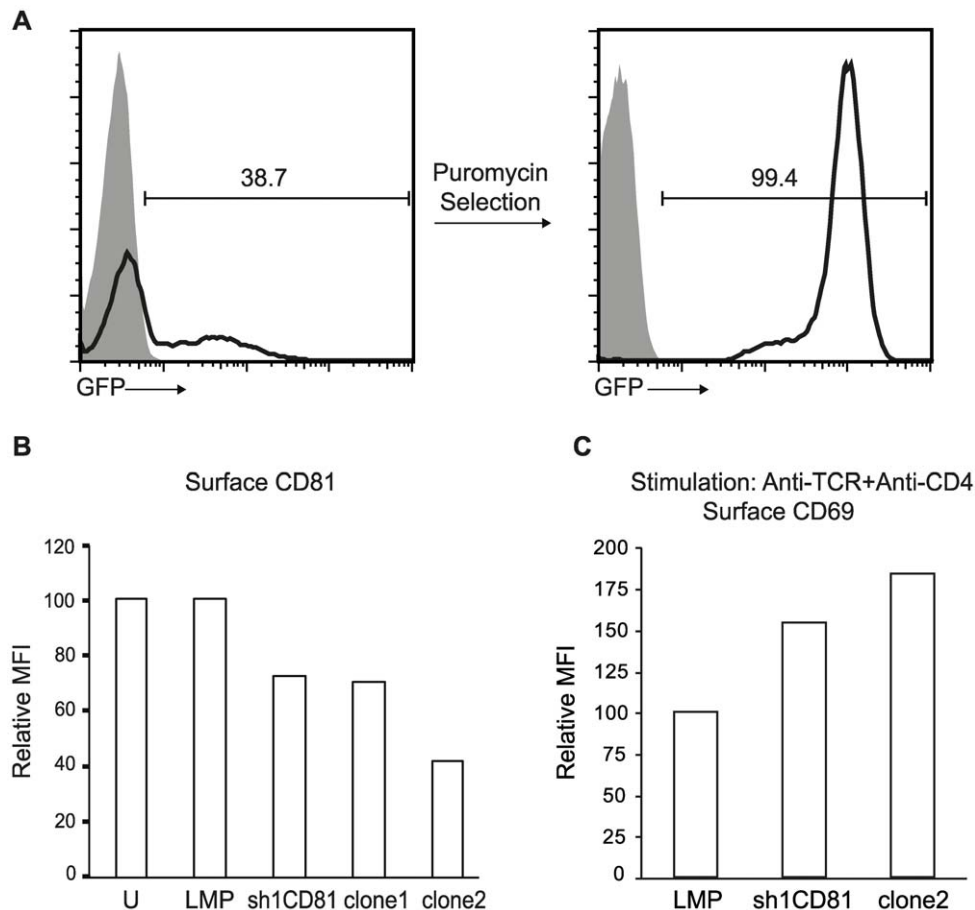 A
38.7
Puromycin
Selection
99.4
GFP
GFP
B
Surface CD81
Relative MFI
120
100
80
60
40
20
0
U LMP sh1CD81 clone1 clone2
C
Stimulation: Anti-TCR+Anti-CD4
Surface CD69
Relative MFI
200
175
150
125
100
75
50
25
0
LMP sh1CD81 clone2